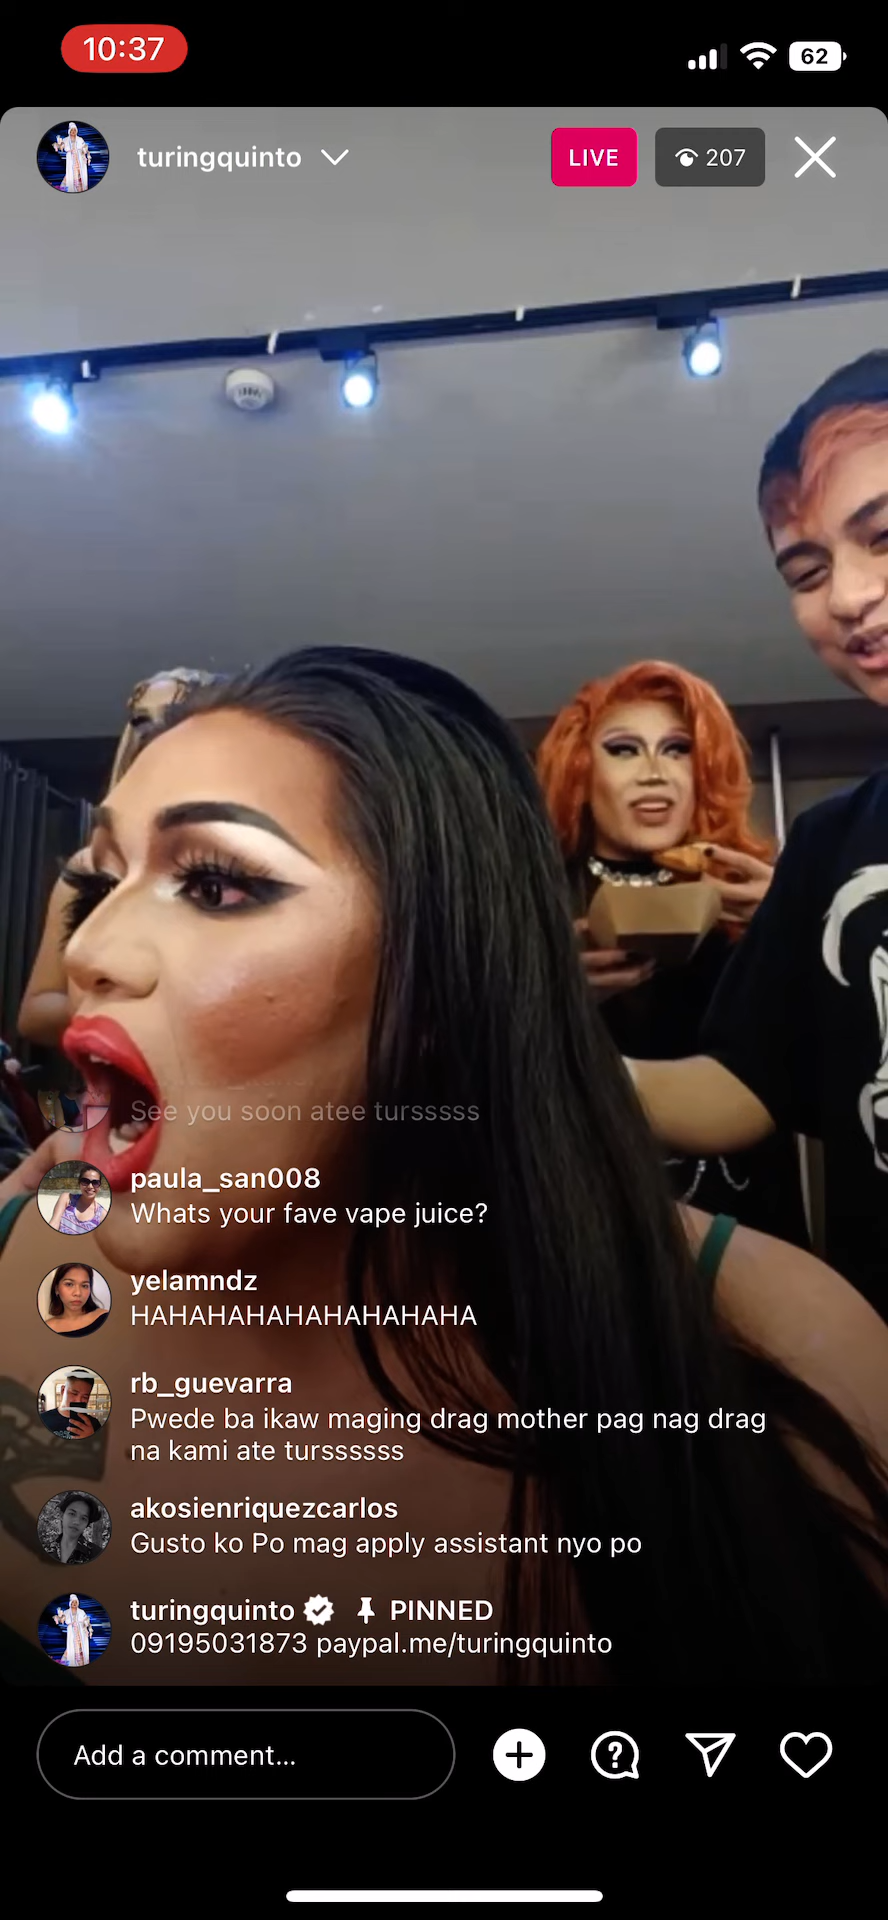 10:37
62
turingquinto
LIVE
207
See you soon atee tursssss
paula_san008
Whats your fave vape juice?
yelamndz
HAHAHAHAHAHAHAHAHA
rb_guevarra
Pwede ba ikaw maging drag mother pag nag drag
na kami ate turssssss
akosienriquezcarlos
Gusto ko Po mag apply assistant nyo po
turingquinto PINNED
09195031873 paypal.me/turingquinto
Add a comment...